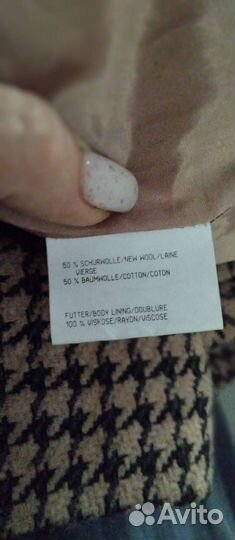 50 % SCHURWOLLE/NEW WOOL/LAINE
VIERGE
50 % BAUMWOLLE/COTTON/COTON
FUTTER/BODY LINING/DOUBLURE
100 % VISKOSE/RAYON/VISCOSE
Avito